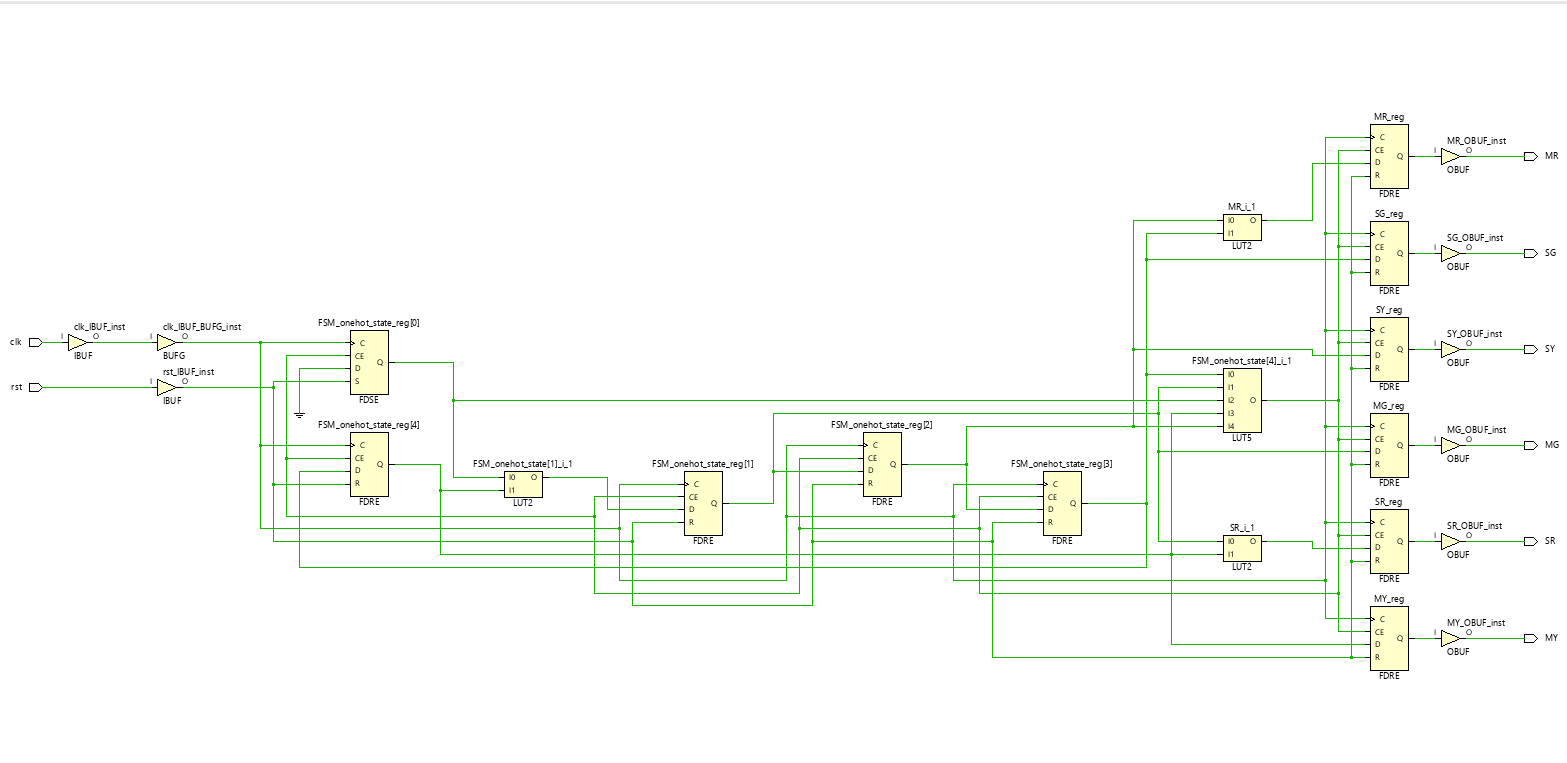 clk
clk_IBUF_inst
I
O
IBUF
clk_IBUF_BUFG_inst
I
O
BUFG
rst
rst_IBUF_inst
I
O
IBUF
FSM_onehot_state_reg[0]
C
CE
D
S
Q
FDSE
FSM_onehot_state_reg[4]
C
CE
D
R
Q
FDRE
FSM_onehot_state[1]_i_1
I0
I1
O
LUT2
FSM_onehot_state_reg[1]
C
CE
D
R
Q
FDRE
FSM_onehot_state_reg[2]
C
CE
D
R
Q
FDRE
FSM_onehot_state_reg[3]
C
CE
D
R
Q
FDRE
MR_i_1
I0
I1
O
LUT2
FSM_onehot_state[4]_i_1
I0
I1
I2
I3
I4
O
LUT5
SR_i_1
I0
I1
O
LUT2
MR_reg
C
CE
D
R
Q
FDRE
MR_OBUF_inst
I
O
OBUF
MR
SG_reg
C
CE
D
R
Q
FDRE
SG_OBUF_inst
I
O
OBUF
SG
SY_reg
C
CE
D
R
Q
FDRE
SY_OBUF_inst
I
O
OBUF
SY
MG_reg
C
CE
D
R
Q
FDRE
MG_OBUF_inst
I
O
OBUF
MG
SR_reg
C
CE
D
R
Q
FDRE
SR_OBUF_inst
I
O
OBUF
SR
MY_reg
C
CE
D
R
Q
FDRE
MY_OBUF_inst
I
O
OBUF
MY